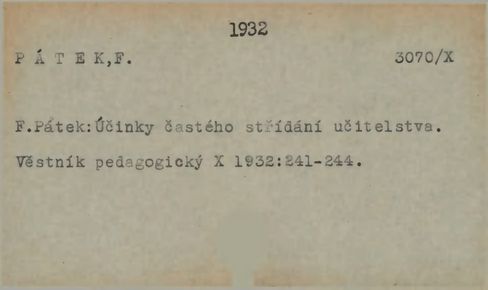 1932
P Á T E K,F. 3070/X
F.Pátek:Účinky častého střídání učitelstva.
Věstník pedagogický X 1932:241-244.